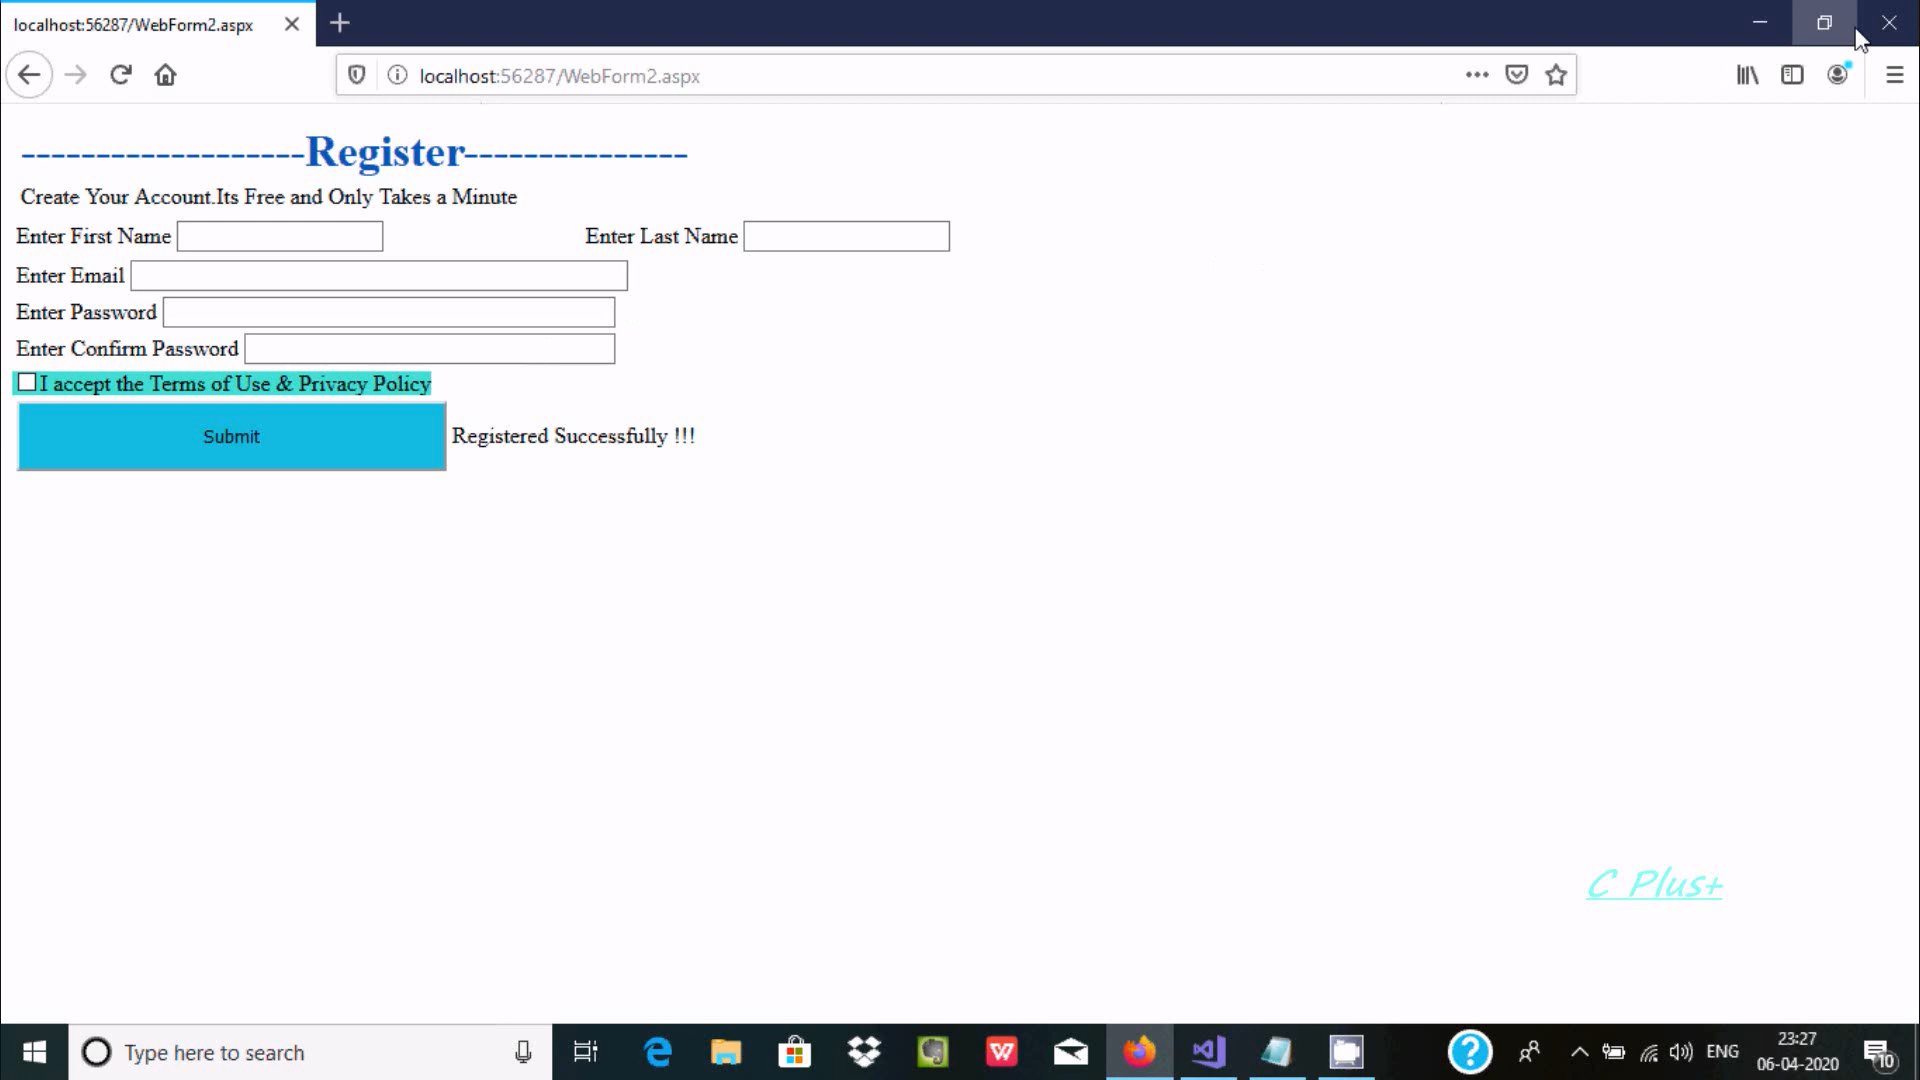 localhost:56287/WebForm2.aspx
localhost:56287/WebForm2.aspx
-------------------Register---------------
Create Your Account.Its Free and Only Takes a Minute
Enter First Name Enter Last Name
Enter Email
Enter Password
Enter Confirm Password
I accept the Terms of Use & Privacy Policy
Submit Registered Successfully !!!
C Plus+
Type here to search
W
?
ENG
23:27
06-04-2020
10